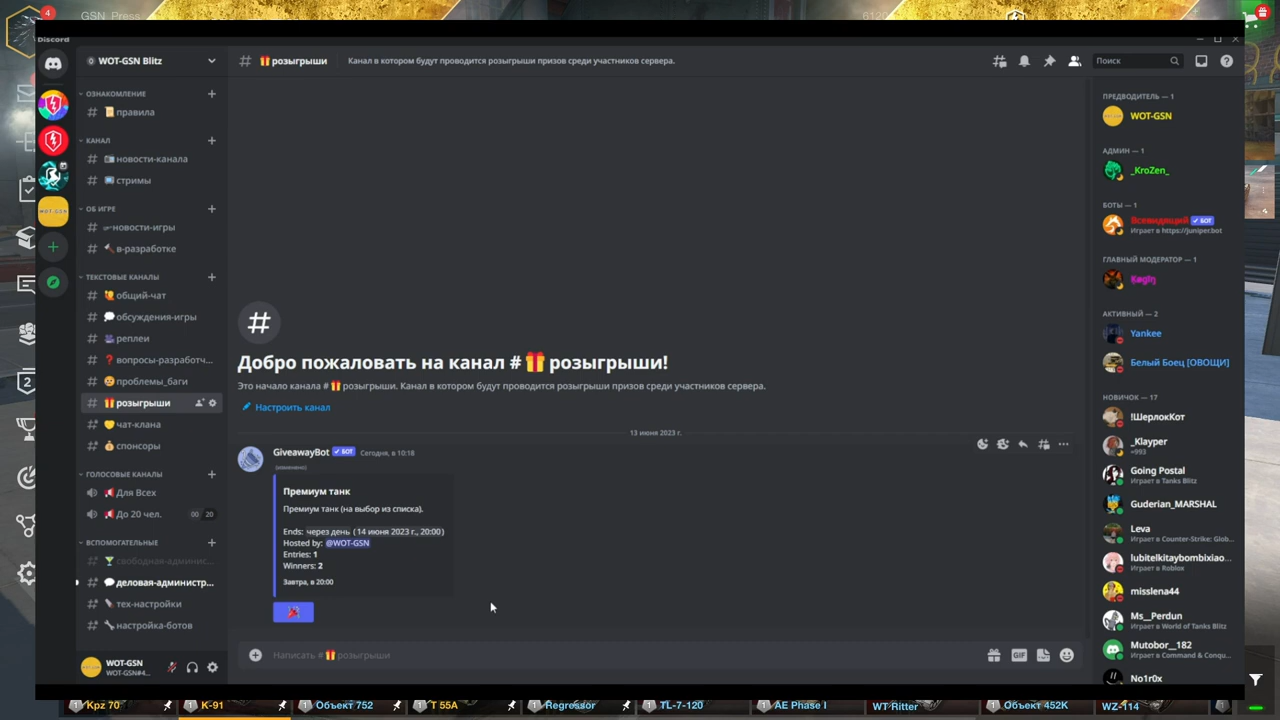 4
GSN_Press
Discord
WOT-GSN Blitz
ОЗНАКОМЛЕНИЕ
правила
КАНАЛ
новости-канала
стримы
ОБ ИГРЕ
новости-игры
в-разработке
ТЕКСТОВЫЕ КАНАЛЫ
общий-чат
обсуждения-игры
реплеи
вопросы-разработч...
проблемы_баги
розыгрыши
чат-клана
спонсоры
ГОЛОСОВЫЕ КАНАЛЫ
Для Всех
До 20 чел.
00 20
ВСПОМОГАТЕЛЬНЫЕ
свободная-админис...
деловая-администр...
тех-настройки
настройка-ботов
WOT-GSN
WOT-GSN#4...
# розыгрыши
Канал в котором будут проводится розыгрыши призов среди участников сервера.
Поиск
#
Добро пожаловать на канал # розыгрыши!
Это начало канала # розыгрыши. Канал в котором будут проводится розыгрыши призов среди участников сервера.
Настроить канал
13 июня 2023 г.
GiveawayBot БОТ Сегодня, в 10:18
(изменено)
Премиум танк
Премиум танк (на выбор из списка).
Ends: через день (14 июня 2023 г., 20:00)
Hosted by: @WOT-GSN
Entries: 1
Winners: 2
Завтра, в 20:00
Написать # розыгрыши
GIF
ПРЕДВОДИТЕЛЬ — 1
WOT-GSN
АДМИН — 1
_KroZen_
БОТЫ — 1
Всевидящий БОТ
Играет в https://juniper.bot
ГЛАВНЫЙ МОДЕРАТОР — 1
АКТИВНЫЙ — 2
Yankee
Белый Боец [ОВОЩИ]
НОВИЧОК — 17
!ШерлокКот
_Klayper
=993
Going Postal
Играет в Tanks Blitz
Guderian_MARSHAL
Leva
Играет в Counter-Strike: Glob...
lubitelkitaybombixiao...
Играет в Roblox
misslena44
Ms__Perdun
Играет в World of Tanks Blitz
Mutobor__182
Играет в Command & Conqu...
No1r0x
Kpz 70
K-91
Объект 752
T 55A
Regressor
TL-7-120
AE Phase I
WT Ritter
Объект 452K
WZ-114